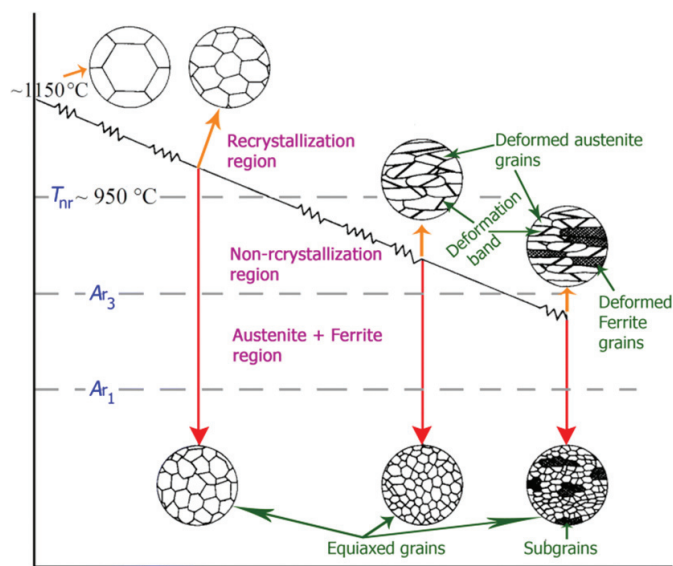 ~1150°C
Recrystallization
region
Deformed austenite
grains
Tnr ~ 950 °C
Deformation
band
Non-rcrystallization
region
Ar3
Deformed
Ferrite
grains
Austenite + Ferrite
region
Ar1
Equiaxed grains
Subgrains